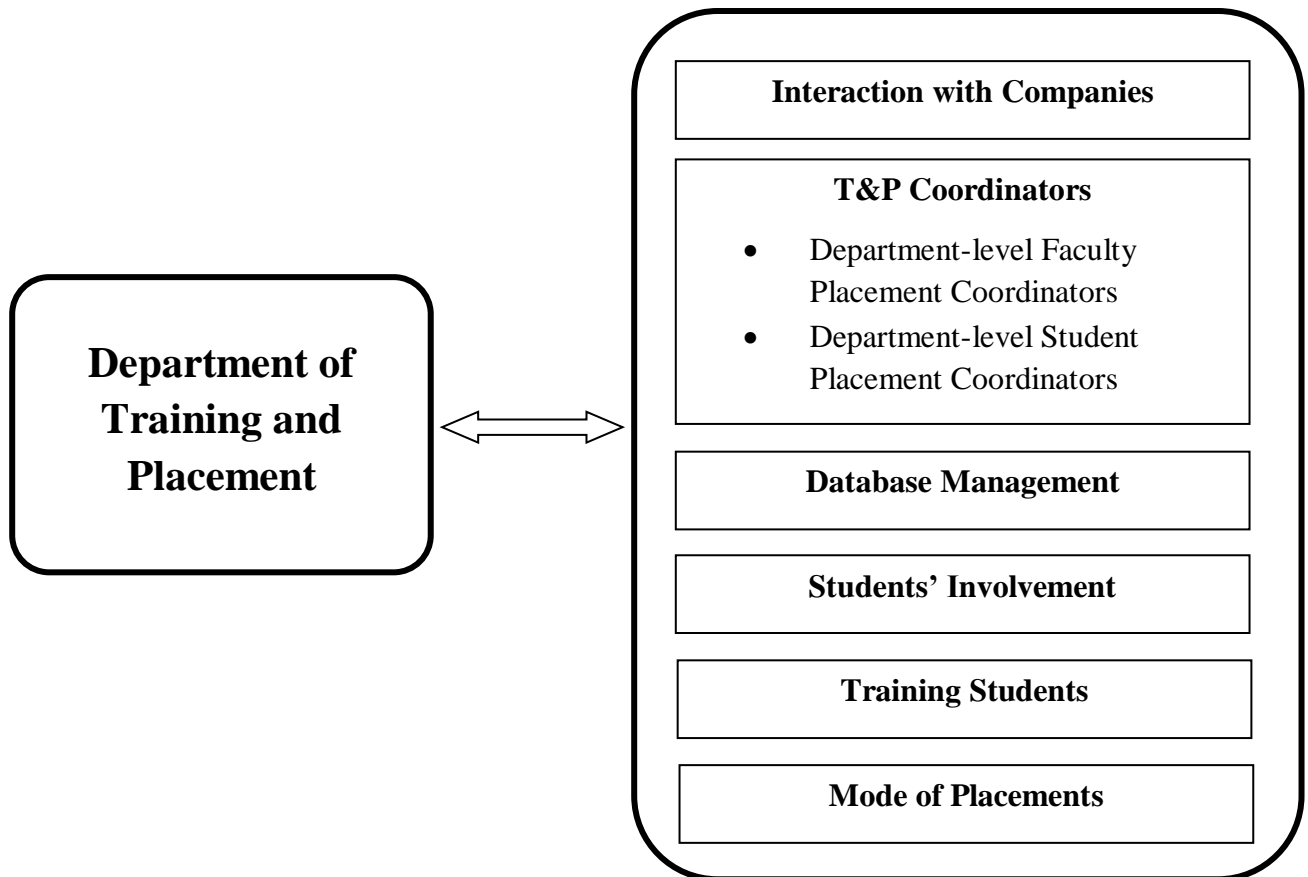 Department of
Training and
Placement
Interaction with Companies
T&P Coordinators
• Department-level Faculty
Placement Coordinators
• Department-level Student
Placement Coordinators
Database Management
Students’ Involvement
Training Students
Mode of Placements